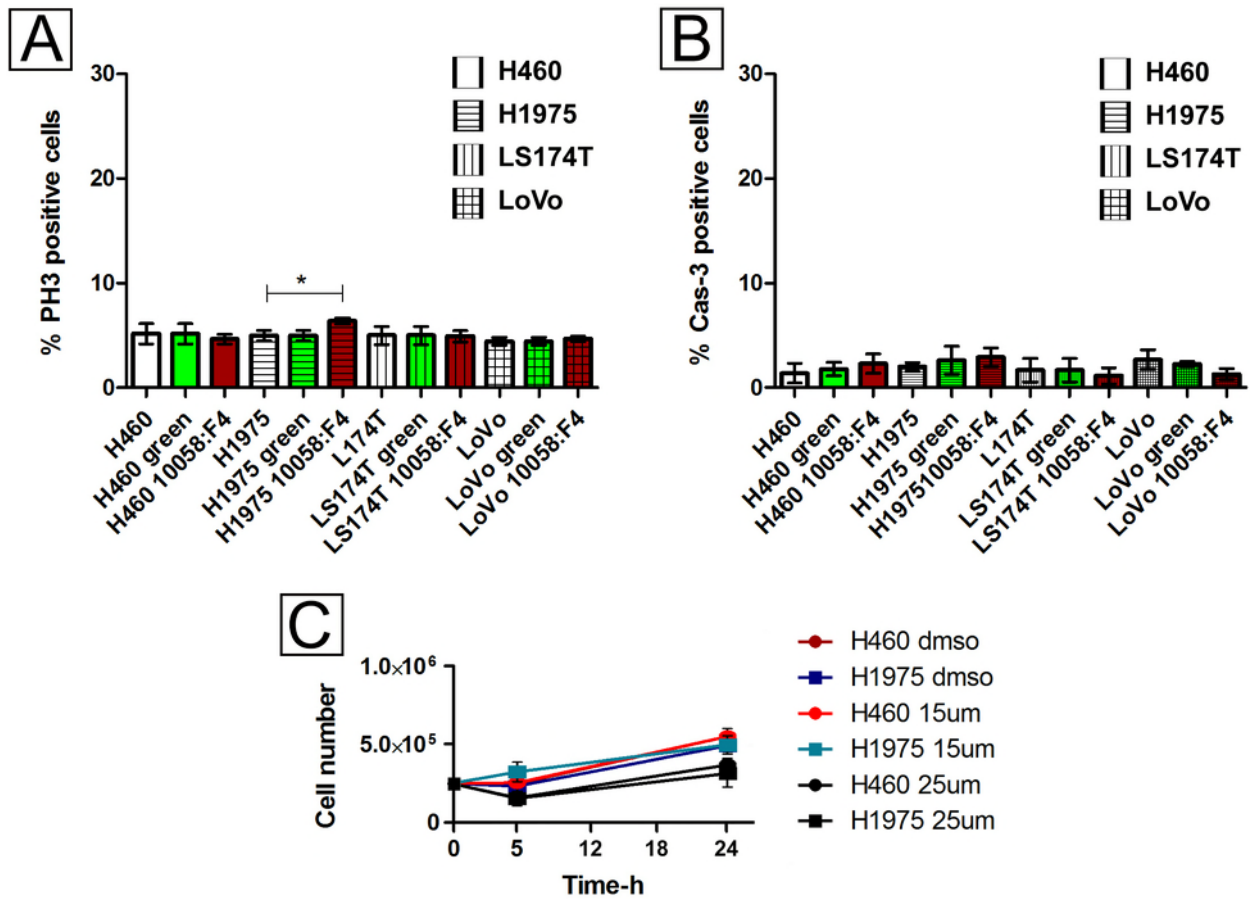 A
% PH3 positive cells
30
20
10
0
*
H460
H1975
LS174T
LoVo
H460
H460 green
H460 10058:F4
H1975
H1975 green
H1975 10058:F4
L174T
LS174T green
LS174T 10058:F4
LoVo
LoVo green
LoVo 10058:F4
B
% Cas-3 positive cells
30
20
10
0
H460
H1975
LS174T
LoVo
H460
H460 green
H460 10058:F4
H1975
H1975 green
H197510058:F4
L174T
LS174T green
LS174T 10058:F4
LoVo
LoVo green
LoVo 10058:F4
C
Cell number
1.0×10⁶
5.0×10⁵
0
0 5 12 18 24
Time-h
H460 dmso
H1975 dmso
H460 15um
H1975 15um
H460 25um
H1975 25um